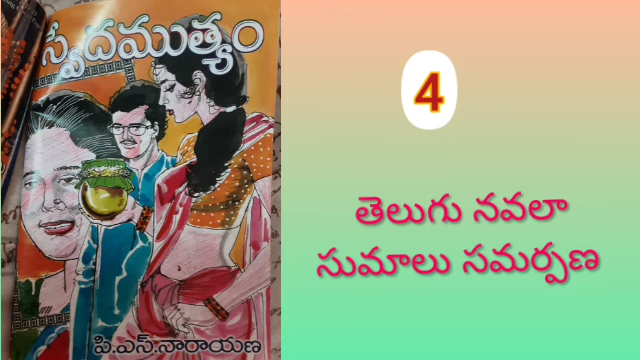 స్వేదముత్యం
పి.ఎస్.నారాయణ
4
తెలుగు నవలా
సుమాలు సమర్పణ